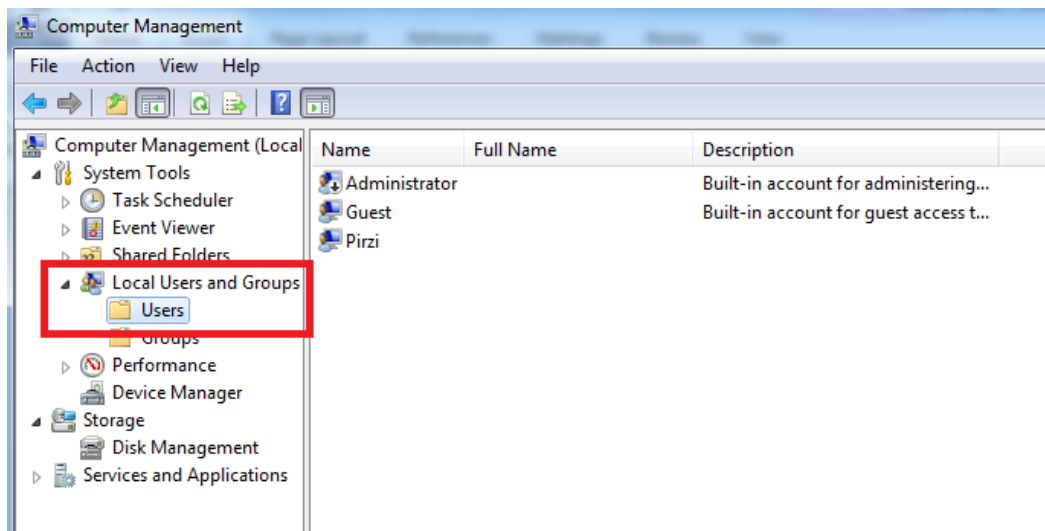 Computer Management
File Action View Help
Computer Management (Local
System Tools
Task Scheduler
Event Viewer
Shared Folders
Local Users and Groups
Users
Groups
Performance
Device Manager
Storage
Disk Management
Services and Applications
Name Full Name Description
Administrator Built-in account for administering...
Guest Built-in account for guest access t...
Pirzi